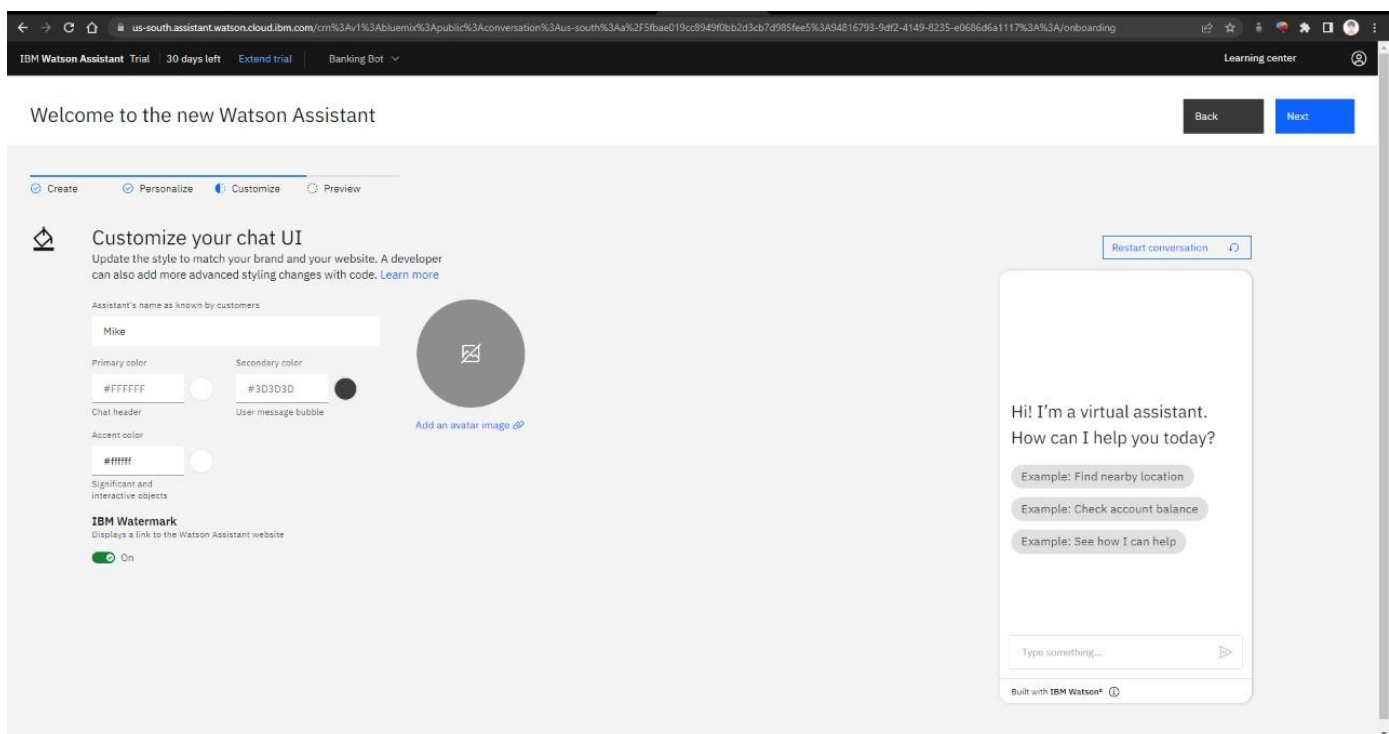 us-south.assistant.watson.cloud.ibm.com/crn%3Av1%3Abluemix%3Apublic%3Aconversation%3Aus-south%3Aa%2F5fbae019cc8949f0bb2d3cb7d985fee5%3A94816793-9df2-4149-8235-e0686d6a1117%3A%3A/onboarding
IBM Watson Assistant Trial 30 days left Extend trial Banking Bot Learning center
Welcome to the new Watson Assistant
Back Next
Create Personalize Customize Preview
Customize your chat UI
Update the style to match your brand and your website. A developer
can also add more advanced styling changes with code. Learn more
Assistant's name as known by customers
Mike
Primary color Secondary color
#FFFFFF #3D3D3D
Chat header User message bubble
Add an avatar image
Accent color
#ffffff
Significant and
interactive objects
IBM Watermark
Displays a link to the Watson Assistant website
On
Restart conversation
Hi! I'm a virtual assistant.
How can I help you today?
Example: Find nearby location
Example: Check account balance
Example: See how I can help
Type something...
Built with IBM Watson®